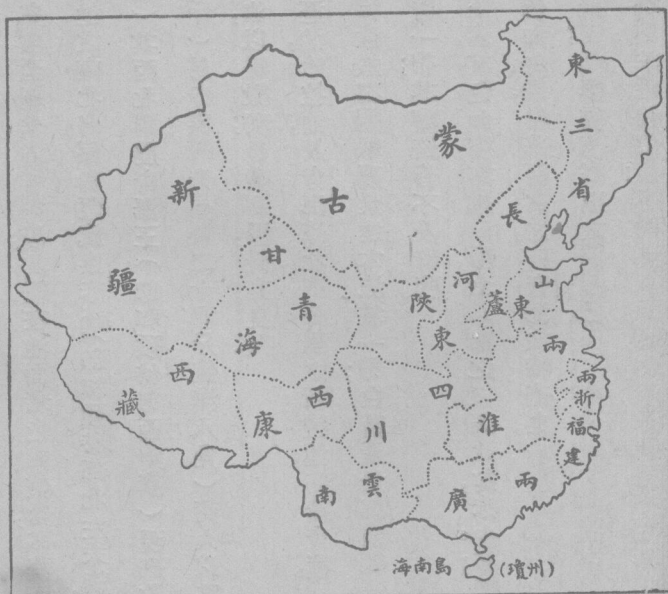 東三省
蒙古
新疆
長蘆
陝甘
青海
河東
山東
兩淮
兩浙
福建
西藏
西康
四川
雲南
兩廣
海南島 (瓊州)